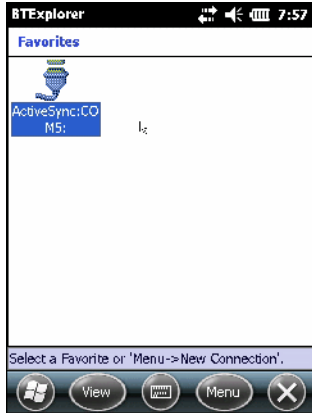 BTExplorer 7:57
Favorites
ActiveSync:CO
M5:
Select a Favorite or 'Menu->New Connection'.
View Menu